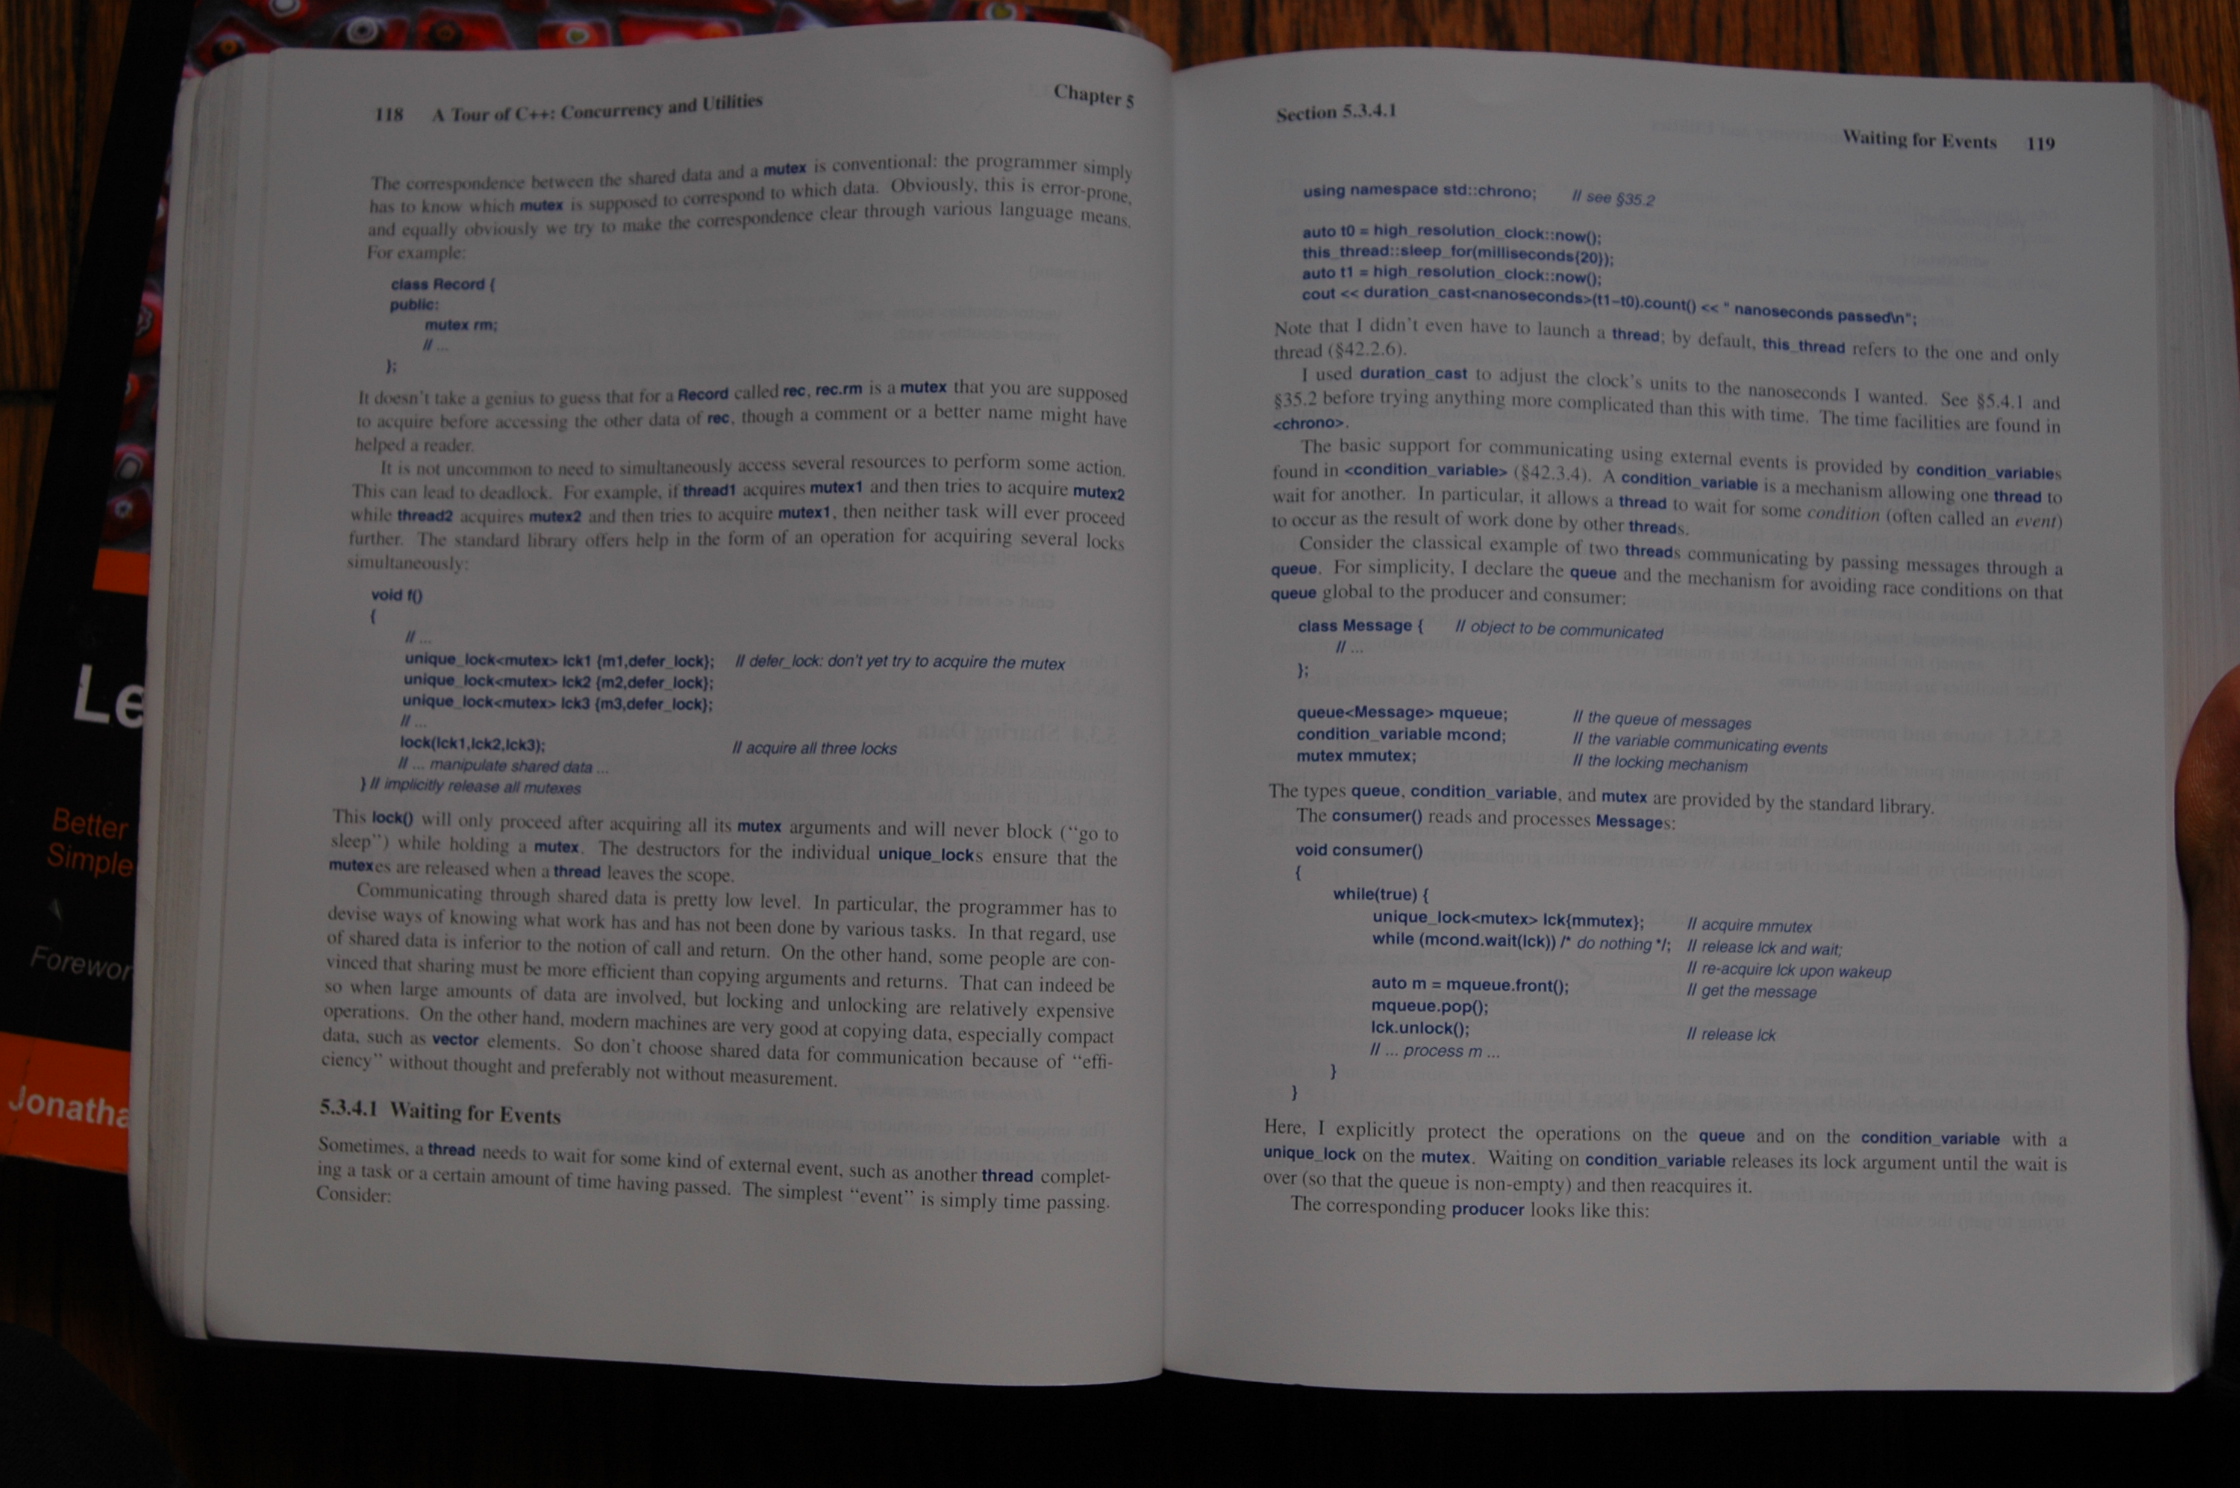 118 A Tour of C++: Concurrency and Utilities Chapter 5
The correspondence between the shared data and a mutex is conventional: the programmer simply
has to know which mutex is supposed to correspond to which data. Obviously, this is error-prone,
and equally obviously we try to make the correspondence clear through various language means.
For example:
class Record {
public:
mutex rm;
// ...
};
It doesn't take a genius to guess that for a Record called rec, rec.rm is a mutex that you are supposed
to acquire before accessing the other data of rec, though a comment or a better name might have
helped a reader.
It is not uncommon to need to simultaneously access several resources to perform some action.
This can lead to deadlock. For example, if thread1 acquires mutex1 and then tries to acquire mutex2
while thread2 acquires mutex2 and then tries to acquire mutex1, then neither task will ever proceed
further. The standard library offers help in the form of an operation for acquiring several locks
simultaneously:
void f()
{
// ...
unique_lock<mutex> lck1 {m1,defer_lock}; // defer_lock: don't yet try to acquire the mutex
unique_lock<mutex> lck2 {m2,defer_lock};
unique_lock<mutex> lck3 {m3,defer_lock};
// ...
lock(lck1,lck2,lck3); // acquire all three locks
// ... manipulate shared data ...
} // implicitly release all mutexes
This lock() will only proceed after acquiring all its mutex arguments and will never block (“go to
sleep”) while holding a mutex. The destructors for the individual unique_locks ensure that the
mutexes are released when a thread leaves the scope.
Communicating through shared data is pretty low level. In particular, the programmer has to
devise ways of knowing what work has and has not been done by various tasks. In that regard, use
of shared data is inferior to the notion of call and return. On the other hand, some people are con-
vinced that sharing must be more efficient than copying arguments and returns. That can indeed be
so when large amounts of data are involved, but locking and unlocking are relatively expensive
operations. On the other hand, modern machines are very good at copying data, especially compact
data, such as vector elements. So don't choose shared data for communication because of “effi-
ciency” without thought and preferably not without measurement.
5.3.4.1 Waiting for Events
Sometimes, a thread needs to wait for some kind of external event, such as another thread complet-
ing a task or a certain amount of time having passed. The simplest “event” is simply time passing.
Consider:
Section 5.3.4.1 Waiting for Events 119
using namespace std::chrono; // see §35.2
auto t0 = high_resolution_clock::now();
this_thread::sleep_for(milliseconds{20});
auto t1 = high_resolution_clock::now();
cout << duration_cast<nanoseconds>(t1-t0).count() << " nanoseconds passed\n";
Note that I didn't even have to launch a thread; by default, this_thread refers to the one and only
thread (§42.2.6).
I used duration_cast to adjust the clock's units to the nanoseconds I wanted. See §5.4.1 and
§35.2 before trying anything more complicated than this with time. The time facilities are found in
<chrono>.
The basic support for communicating using external events is provided by condition_variables
found in <condition_variable> (§42.3.4). A condition_variable is a mechanism allowing one thread to
wait for another. In particular, it allows a thread to wait for some condition (often called an event)
to occur as the result of work done by other threads.
Consider the classical example of two threads communicating by passing messages through a
queue. For simplicity, I declare the queue and the mechanism for avoiding race conditions on that
queue global to the producer and consumer:
class Message { // object to be communicated
// ...
};
queue<Message> mqueue; // the queue of messages
condition_variable mcond; // the variable communicating events
mutex mmutex; // the locking mechanism
The types queue, condition_variable, and mutex are provided by the standard library.
The consumer() reads and processes Messages:
void consumer()
{
while(true) {
unique_lock<mutex> lck{mmutex}; // acquire mmutex
while (mcond.wait(lck)) /* do nothing */; // release lck and wait;
// re-acquire lck upon wakeup
auto m = mqueue.front(); // get the message
mqueue.pop();
lck.unlock(); // release lck
// ... process m ...
}
}
Here, I explicitly protect the operations on the queue and on the condition_variable with a
unique_lock on the mutex. Waiting on condition_variable releases its lock argument until the wait is
over (so that the queue is non-empty) and then reacquires it.
The corresponding producer looks like this:
Le
Better
Simple
Forewor
Jonatha